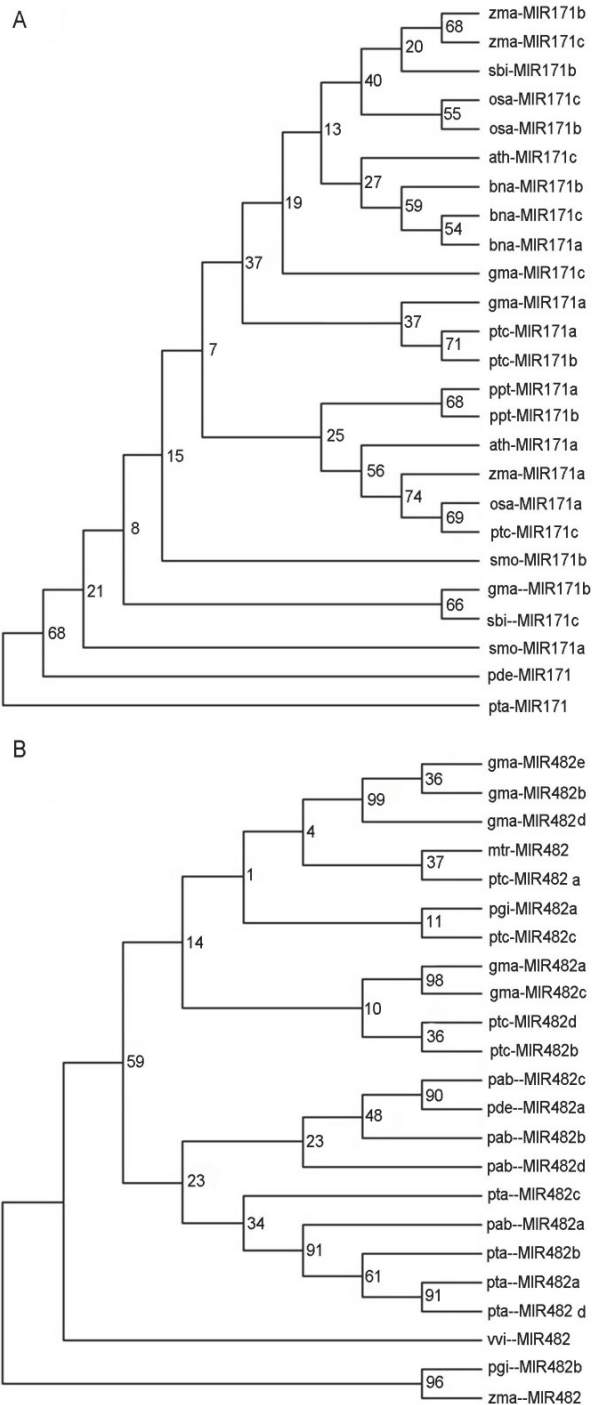 A
zma-MIR171b
68
zma-MIR171c
20
sbi-MIR171b
40
osa-MIR171c
55
osa-MIR171b
13
ath-MIR171c
27
bna-MIR171b
59
bna-MIR171c
54
bna-MIR171a
19
gma-MIR171c
37
gma-MIR171a
37
ptc-MIR171a
71
ptc-MIR171b
7
ppt-MIR171a
68
ppt-MIR171b
25
ath-MIR171a
56
zma-MIR171a
74
osa-MIR171a
69
ptc-MIR171c
15
smo-MIR171b
8
gma--MIR171b
66
sbi--MIR171c
21
smo-MIR171a
68
pde-MIR171
pta-MIR171
B
gma-MIR482e
36
gma-MIR482b
99
gma-MIR482d
4
mtr-MIR482
37
ptc-MIR482 a
1
pgi-MIR482a
11
ptc-MIR482c
14
gma-MIR482a
98
gma-MIR482c
10
ptc-MIR482d
36
ptc-MIR482b
59
pab--MIR482c
90
pde--MIR482a
48
pab--MIR482b
23
pab--MIR482d
23
pta--MIR482c
34
pab--MIR482a
91
pta--MIR482b
61
pta--MIR482a
91
pta--MIR482 d
vvi--MIR482
pgi--MIR482b
96
zma--MIR482